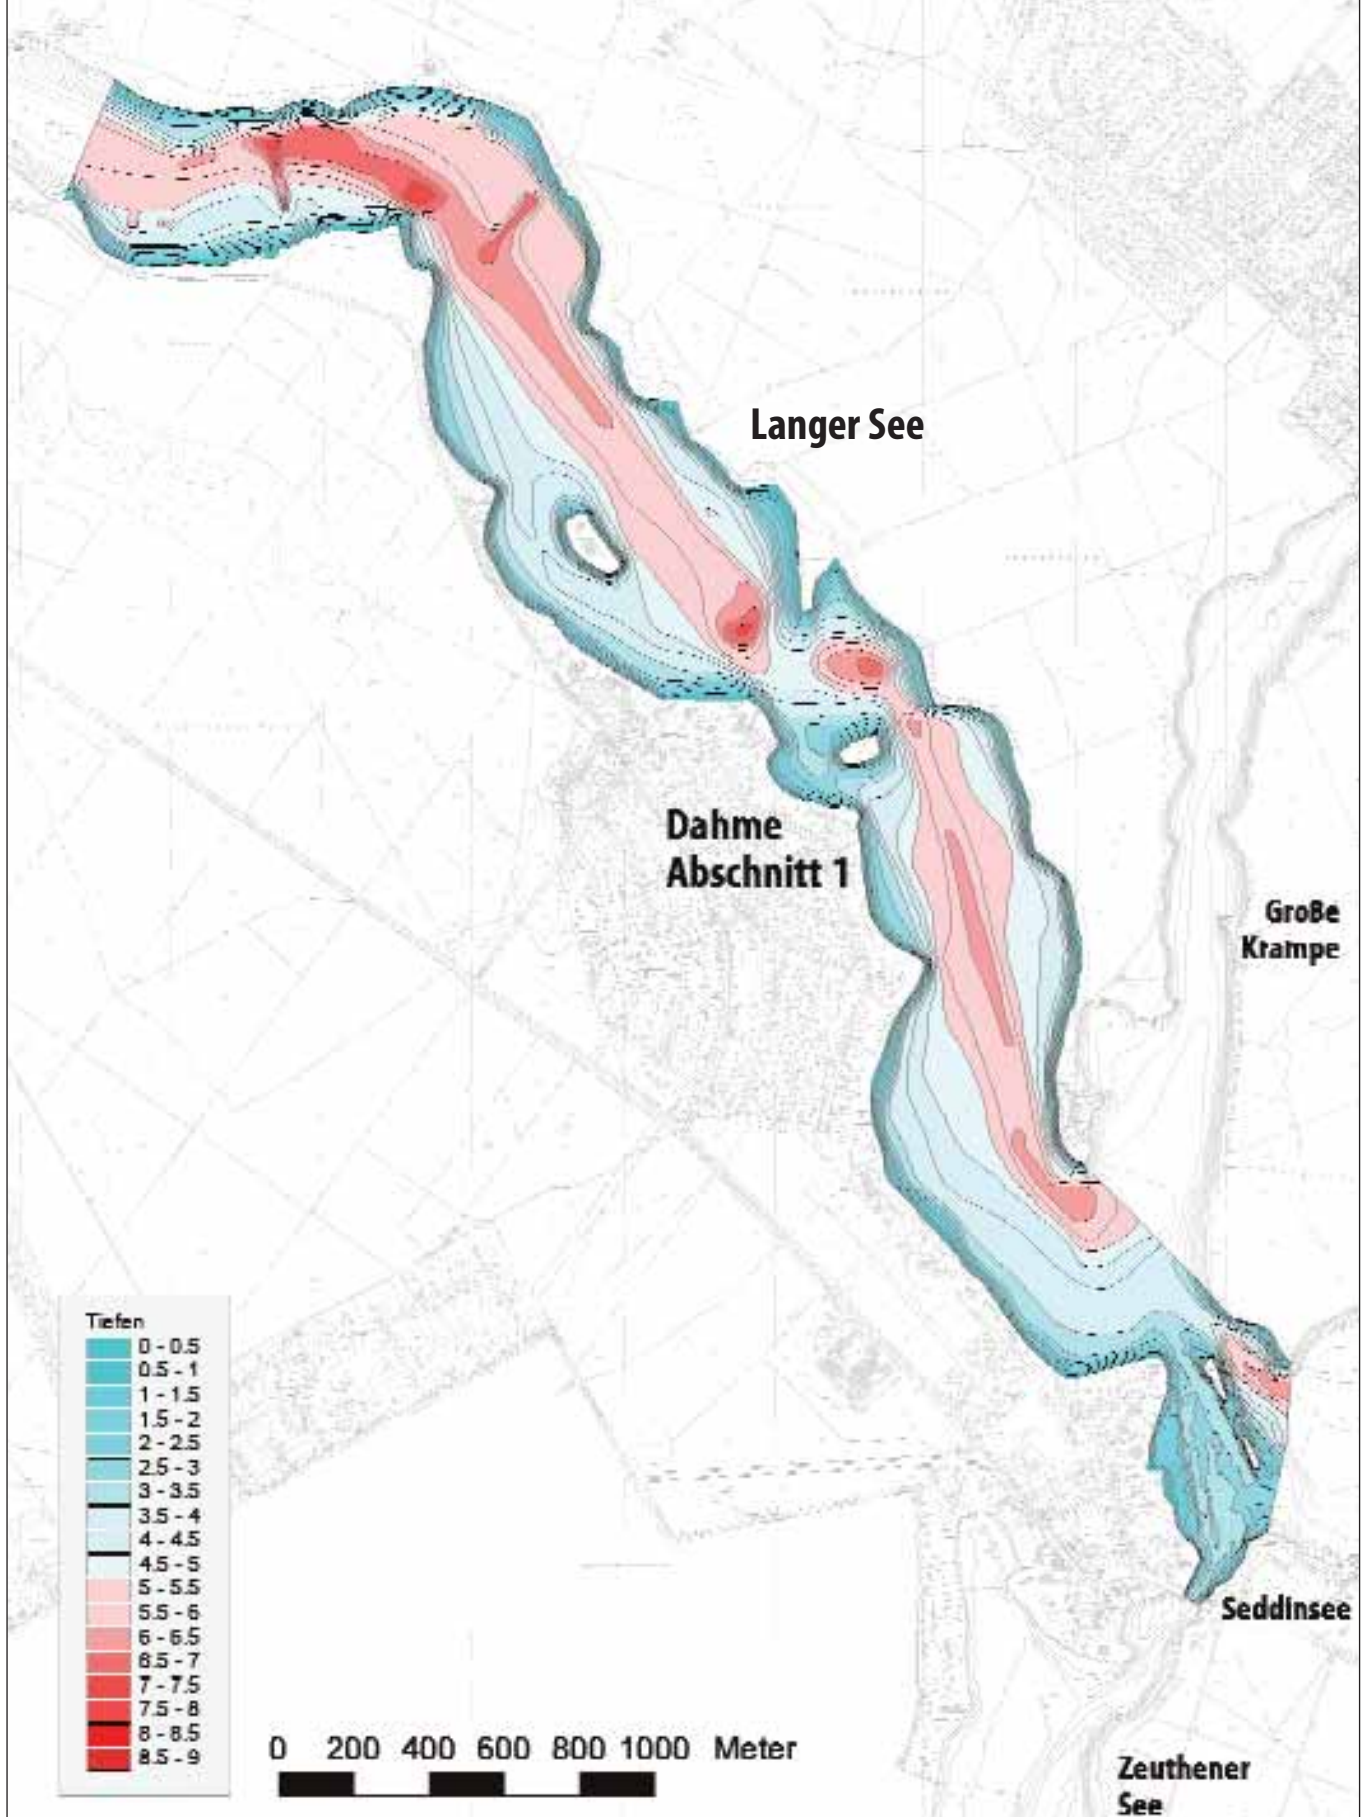 Langer See
Dahme
Abschnitt 1
Große
Krampe
Tiefen
0 - 0.5
0.5 - 1
1 - 1.5
1.5 - 2
2 - 2.5
2.5 - 3
3 - 3.5
3.5 - 4
4 - 4.5
4.5 - 5
5 - 5.5
5.5 - 6
6 - 6.5
6.5 - 7
7 - 7.5
7.5 - 8
8 - 8.5
8.5 - 9
Seddinsee
0 200 400 600 800 1000 Meter
Zeuthener
See